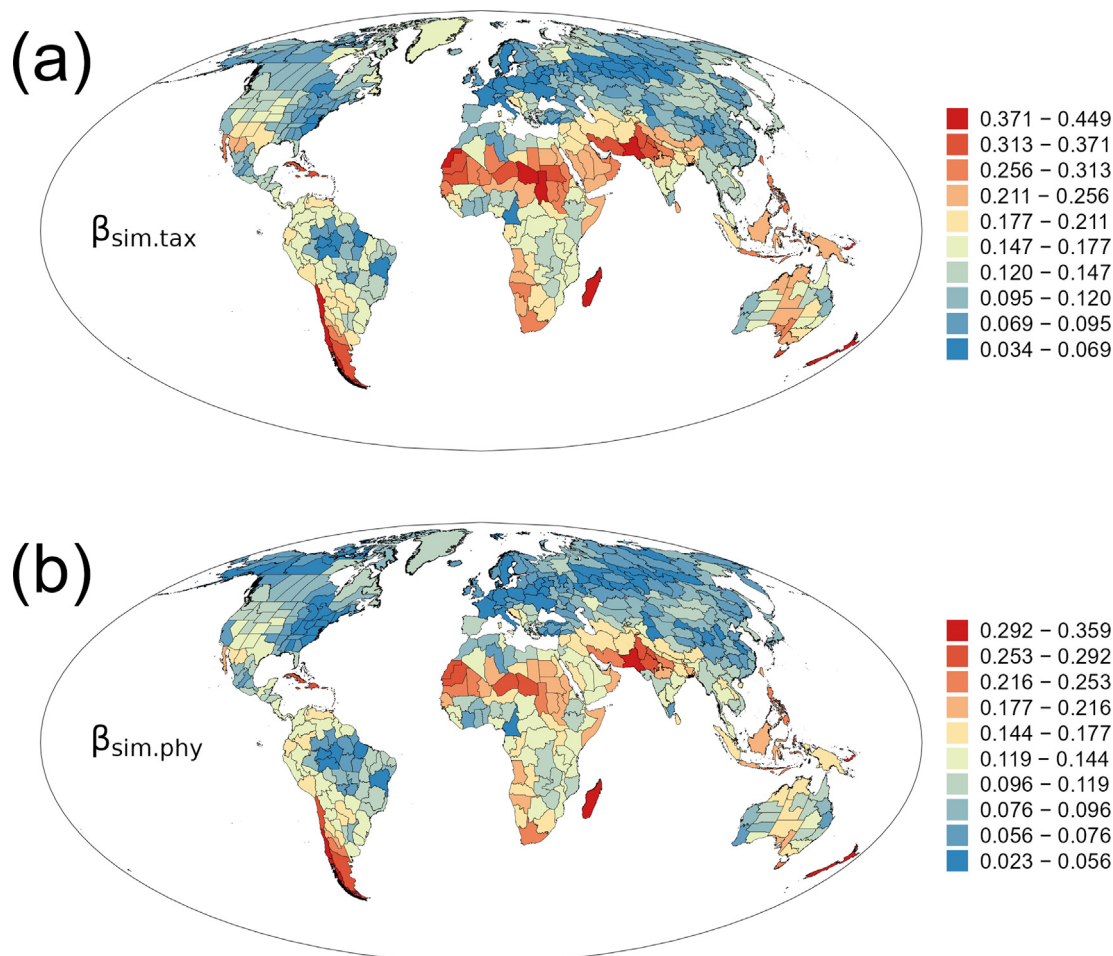 (a)
βsim.tax
0.371 − 0.449
0.313 − 0.371
0.256 − 0.313
0.211 − 0.256
0.177 − 0.211
0.147 − 0.177
0.120 − 0.147
0.095 − 0.120
0.069 − 0.095
0.034 − 0.069
(b)
βsim.phy
0.292 − 0.359
0.253 − 0.292
0.216 − 0.253
0.177 − 0.216
0.144 − 0.177
0.119 − 0.144
0.096 − 0.119
0.076 − 0.096
0.056 − 0.076
0.023 − 0.056